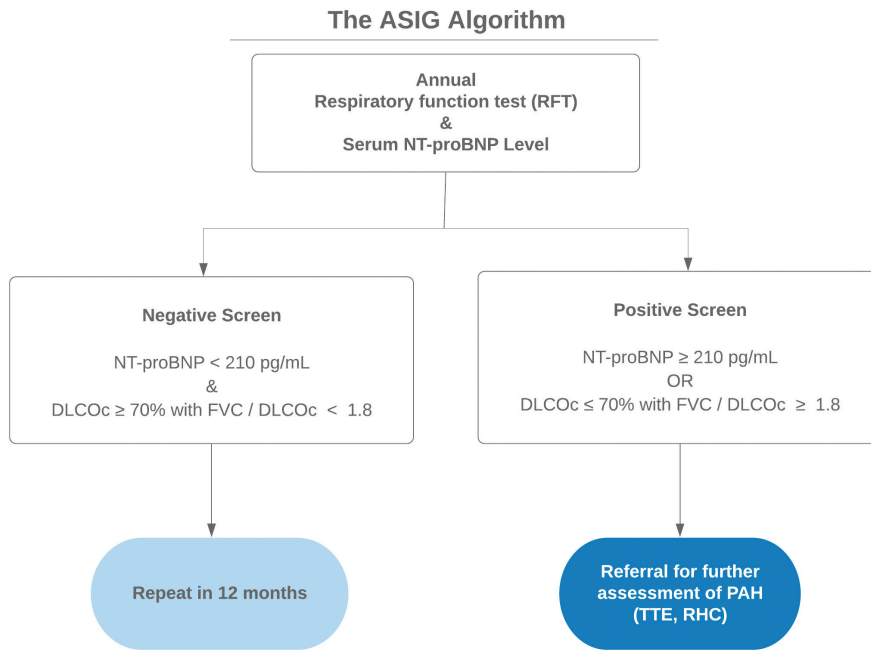 The ASIG Algorithm
Annual
Respiratory function test (RFT)
&
Serum NT-proBNP Level
Negative Screen
NT-proBNP < 210 pg/mL
&
DLCOc ≥ 70% with FVC / DLCOc < 1.8
Positive Screen
NT-proBNP ≥ 210 pg/mL
OR
DLCOc ≤ 70% with FVC / DLCOc ≥ 1.8
Repeat in 12 months
Referral for further
assessment of PAH
(TTE, RHC)